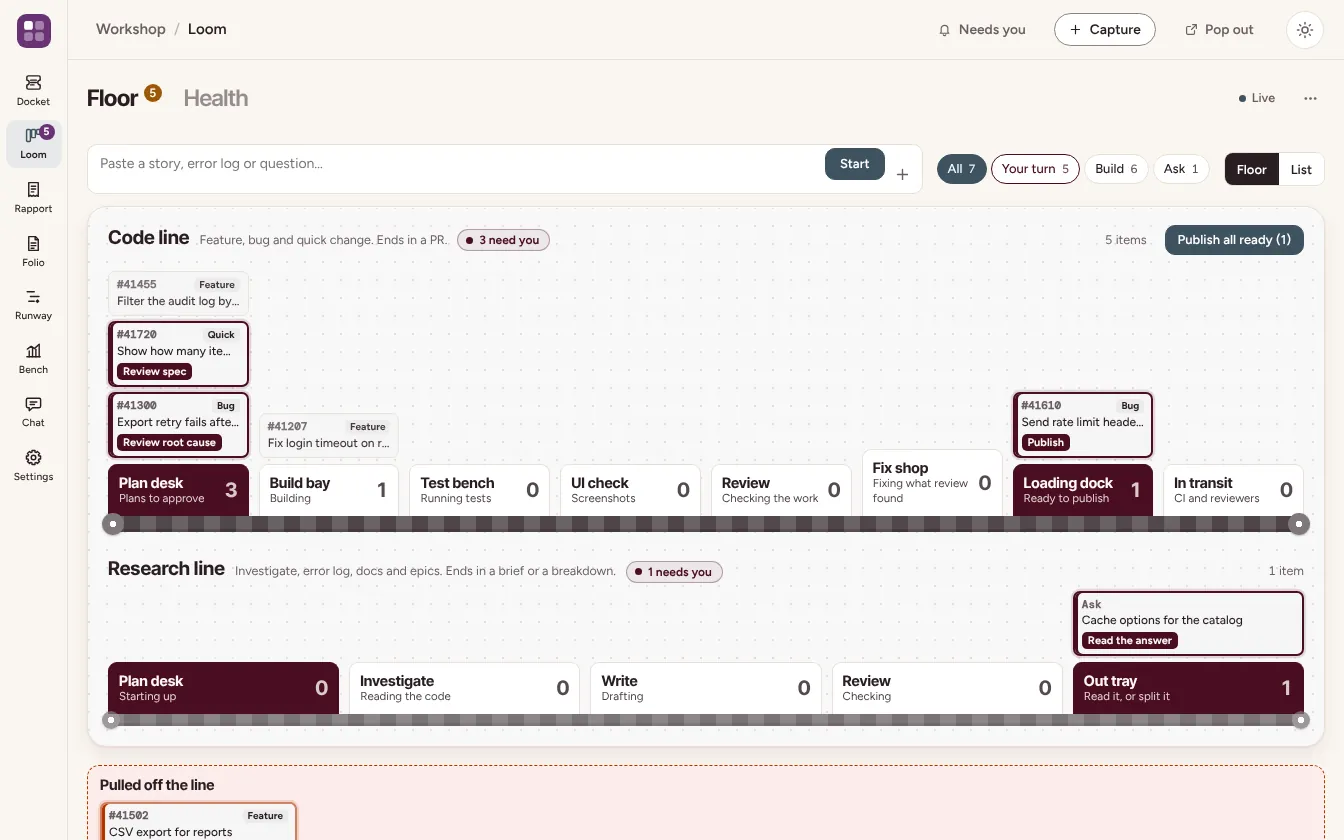 Workshop / Loom
Needs you
+ Capture
Pop out
Docket
5
Loom
Rapport
Folio
Runway
Bench
Chat
Settings
Floor 5
Health
Live
Paste a story, error log or question...
Start
+
All 7
Your turn 5
Build 6
Ask 1
Floor
List
Code line
Feature, bug and quick change. Ends in a PR.
3 need you
5 items
Publish all ready (1)
#41455 Feature
Filter the audit log by...
#41720 Quick
Show how many ite...
Review spec
#41300 Bug
Export retry fails afte...
Review root cause
#41207 Feature
Fix login timeout on r...
#41610 Bug
Send rate limit heade...
Publish
Plan desk 3
Plans to approve
Build bay 1
Building
Test bench 0
Running tests
UI check 0
Screenshots
Review 0
Checking the work
Fix shop 0
Fixing what review
found
Loading dock 1
Ready to publish
In transit 0
CI and reviewers
Research line
Investigate, error log, docs and epics. Ends in a brief or a breakdown.
1 needs you
1 item
Ask
Cache options for the catalog
Read the answer
Plan desk 0
Starting up
Investigate 0
Reading the code
Write 0
Drafting
Review 0
Checking
Out tray 1
Read it, or split it
Pulled off the line
#41502 Feature
CSV export for reports